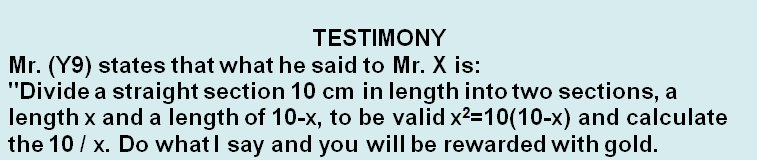 TESTIMONY
Mr. (Y9) states that what he said to Mr. X is:
"Divide a straight section 10 cm in length into two sections, a
length x and a length of 10-x, to be valid x²=10(10-x) and calculate
the 10 / x. Do what I say and you will be rewarded with gold.